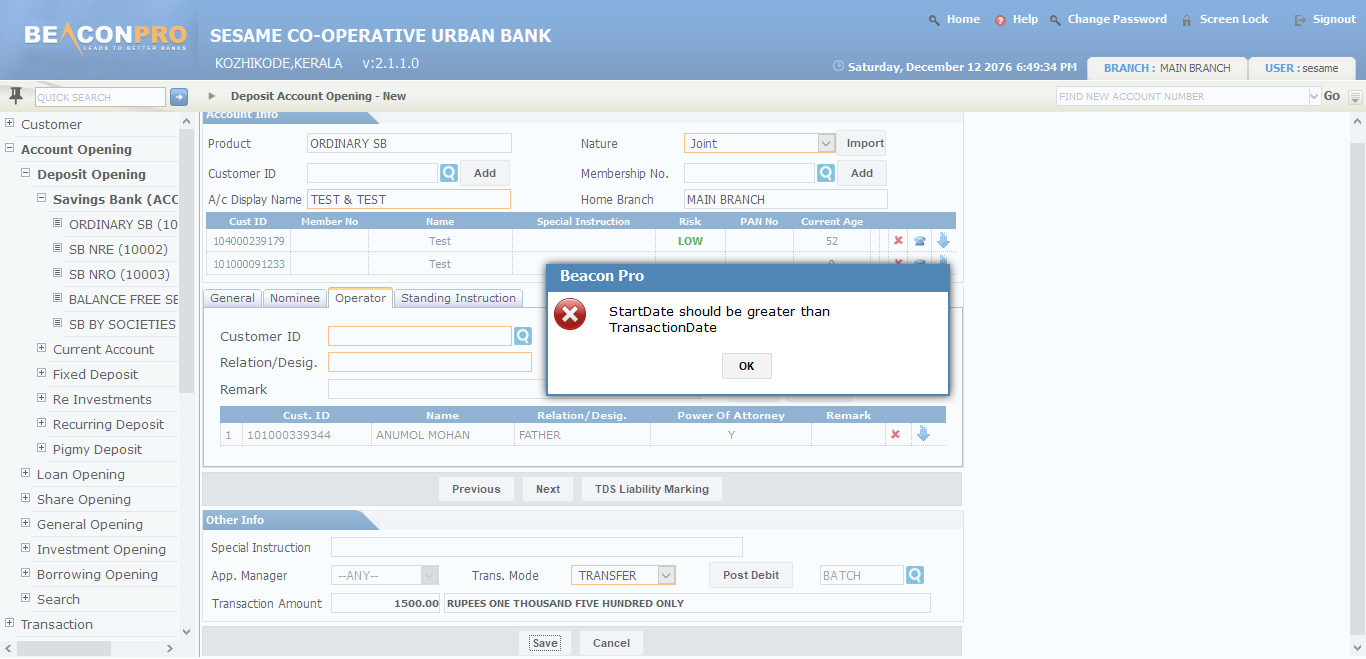 BEACONPRO
LEADS TO BETTER BANKS
SESAME CO-OPERATIVE URBAN BANK
KOZHIKODE,KERALA v:2.1.1.0
Home Help Change Password Screen Lock Signout
Saturday, December 12 2076 6:49:34 PM
BRANCH : MAIN BRANCH
USER : sesame
QUICK SEARCH
Deposit Account Opening - New
FIND NEW ACCOUNT NUMBER
Go
Customer
Account Opening
Deposit Opening
Savings Bank (ACC
ORDINARY SB (10
SB NRE (10002)
SB NRO (10003)
BALANCE FREE SE
SB BY SOCIETIES
Current Account
Fixed Deposit
Re Investments
Recurring Deposit
Pigmy Deposit
Loan Opening
Share Opening
General Opening
Investment Opening
Borrowing Opening
Search
Transaction
Account Info
Product ORDINARY SB Nature Joint Import
Customer ID Add Membership No. Add
A/c Display Name TEST & TEST Home Branch MAIN BRANCH
Cust ID Member No Name Special Instruction Risk PAN No Current Age
104000239179 Test LOW 52
101000091233 Test
General Nominee Operator Standing Instruction
Beacon Pro
StartDate should be greater than
TransactionDate
OK
Customer ID
Relation/Desig.
Remark
Cust. ID Name Relation/Desig. Power Of Attorney Remark
1 101000339344 ANUMOL MOHAN FATHER Y
Previous Next TDS Liability Marking
Other Info
Special Instruction
App. Manager --ANY-- Trans. Mode TRANSFER Post Debit BATCH
Transaction Amount 1500.00 RUPEES ONE THOUSAND FIVE HUNDRED ONLY
Save Cancel